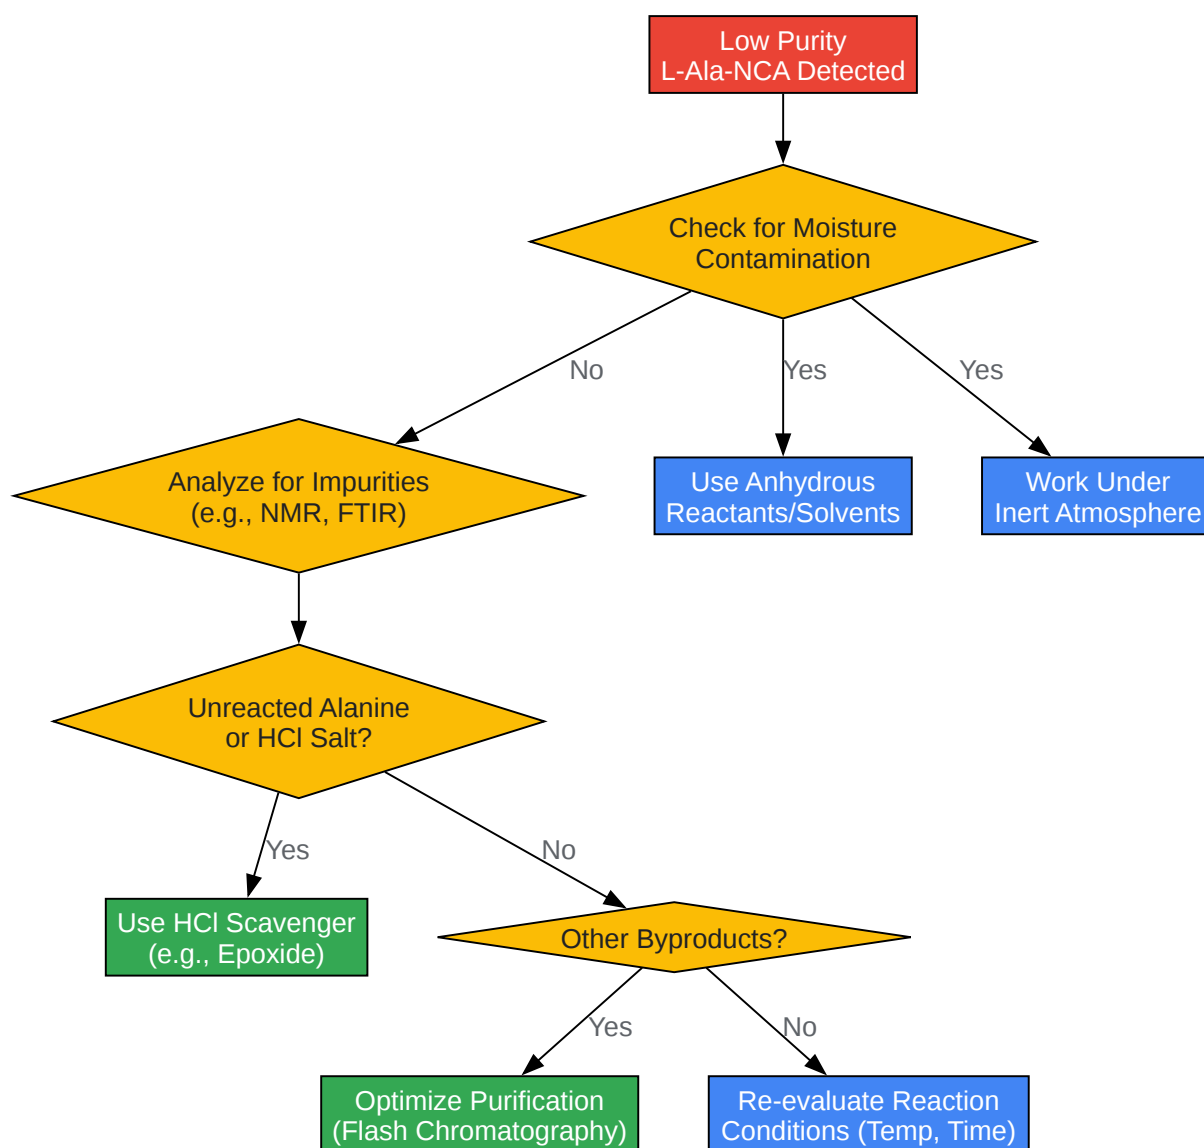 Low Purity
L-Ala-NCA Detected
Check for Moisture
Contamination
No
Yes
Yes
Analyze for Impurities
(e.g., NMR, FTIR)
Use Anhydrous
Reactants/Solvents
Work Under
Inert Atmosphere
Unreacted Alanine
or HCl Salt?
Yes
No
Use HCl Scavenger
(e.g., Epoxide)
Other Byproducts?
Yes
No
Optimize Purification
(Flash Chromatography)
Re-evaluate Reaction
Conditions (Temp, Time)